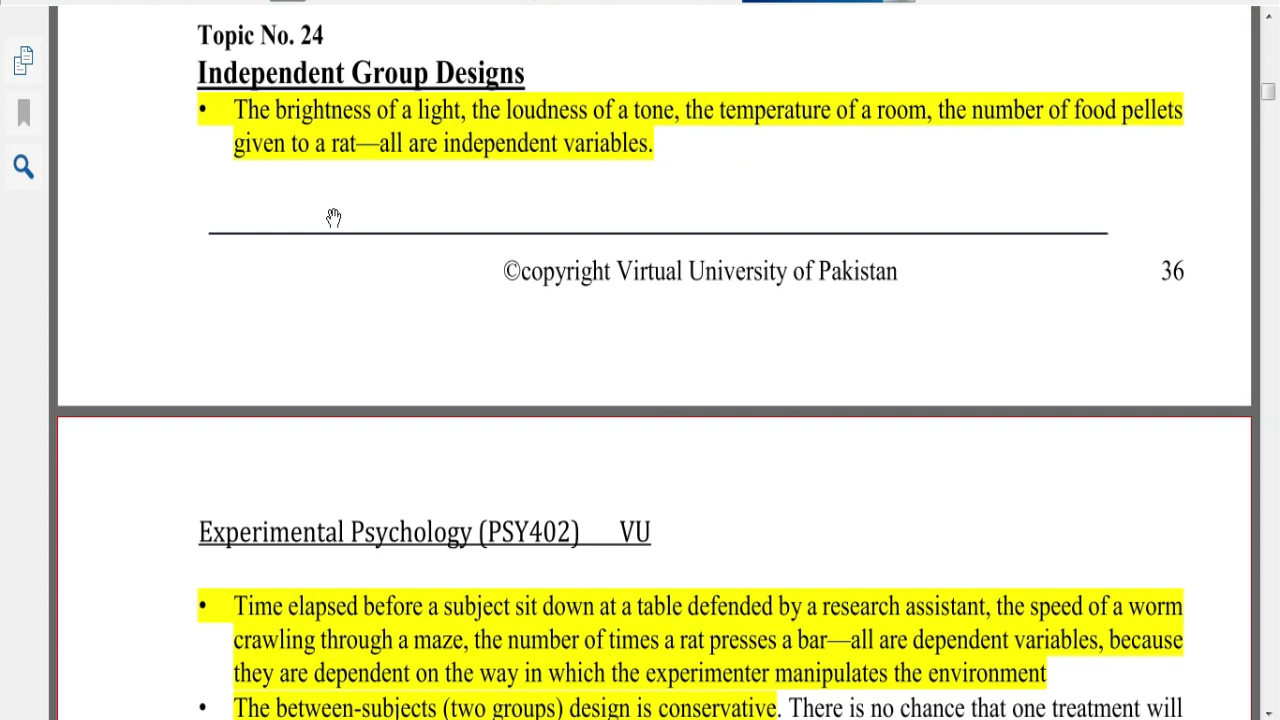 Topic No. 24
Independent Group Designs
• The brightness of a light, the loudness of a tone, the temperature of a room, the number of food pellets
given to a rat—all are independent variables.
©copyright Virtual University of Pakistan 36
Experimental Psychology (PSY402) VU
• Time elapsed before a subject sit down at a table defended by a research assistant, the speed of a worm
crawling through a maze, the number of times a rat presses a bar—all are dependent variables, because
they are dependent on the way in which the experimenter manipulates the environment
• The between-subjects (two groups) design is conservative. There is no chance that one treatment will